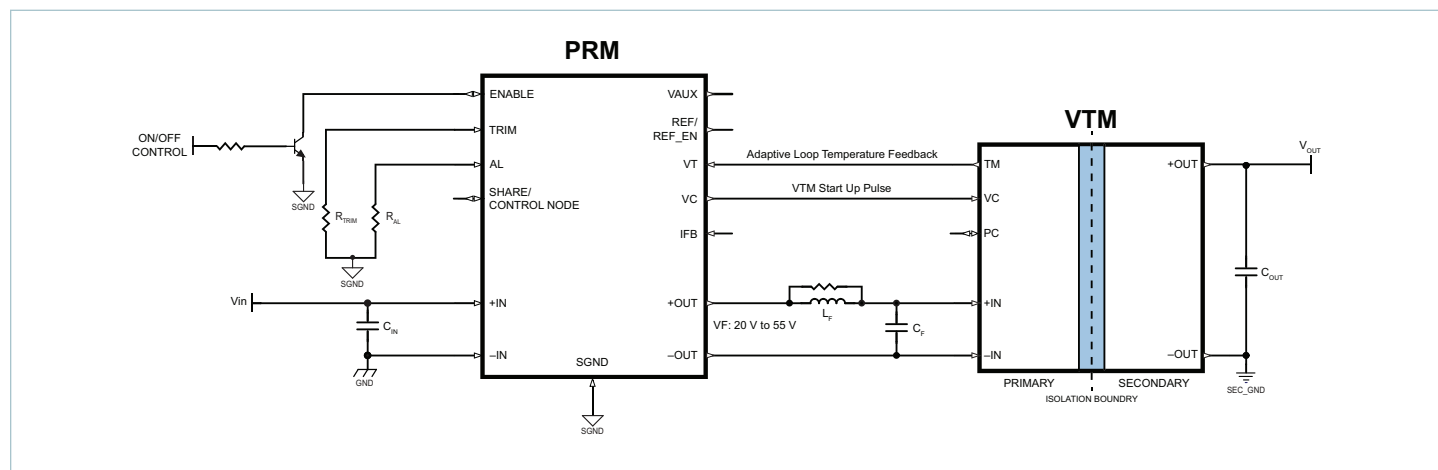 PRM
VTM
ON/OFF
CONTROL
SGND
R_TRIM
R_AL
SGND
Vin
C_IN
GND
ENABLE
TRIM
AL
SHARE/
CONTROL NODE
+IN
–IN
SGND
SGND
VAUX
REF/
REF_EN
VT
VC
IFB
+OUT
–OUT
Adaptive Loop Temperature Feedback
VTM Start Up Pulse
L_F
VF: 20 V to 55 V
C_F
TM
VC
PC
+IN
–IN
+OUT
–OUT
PRIMARY
SECONDARY
ISOLATION BOUNDRY
V_OUT
C_OUT
SEC_GND